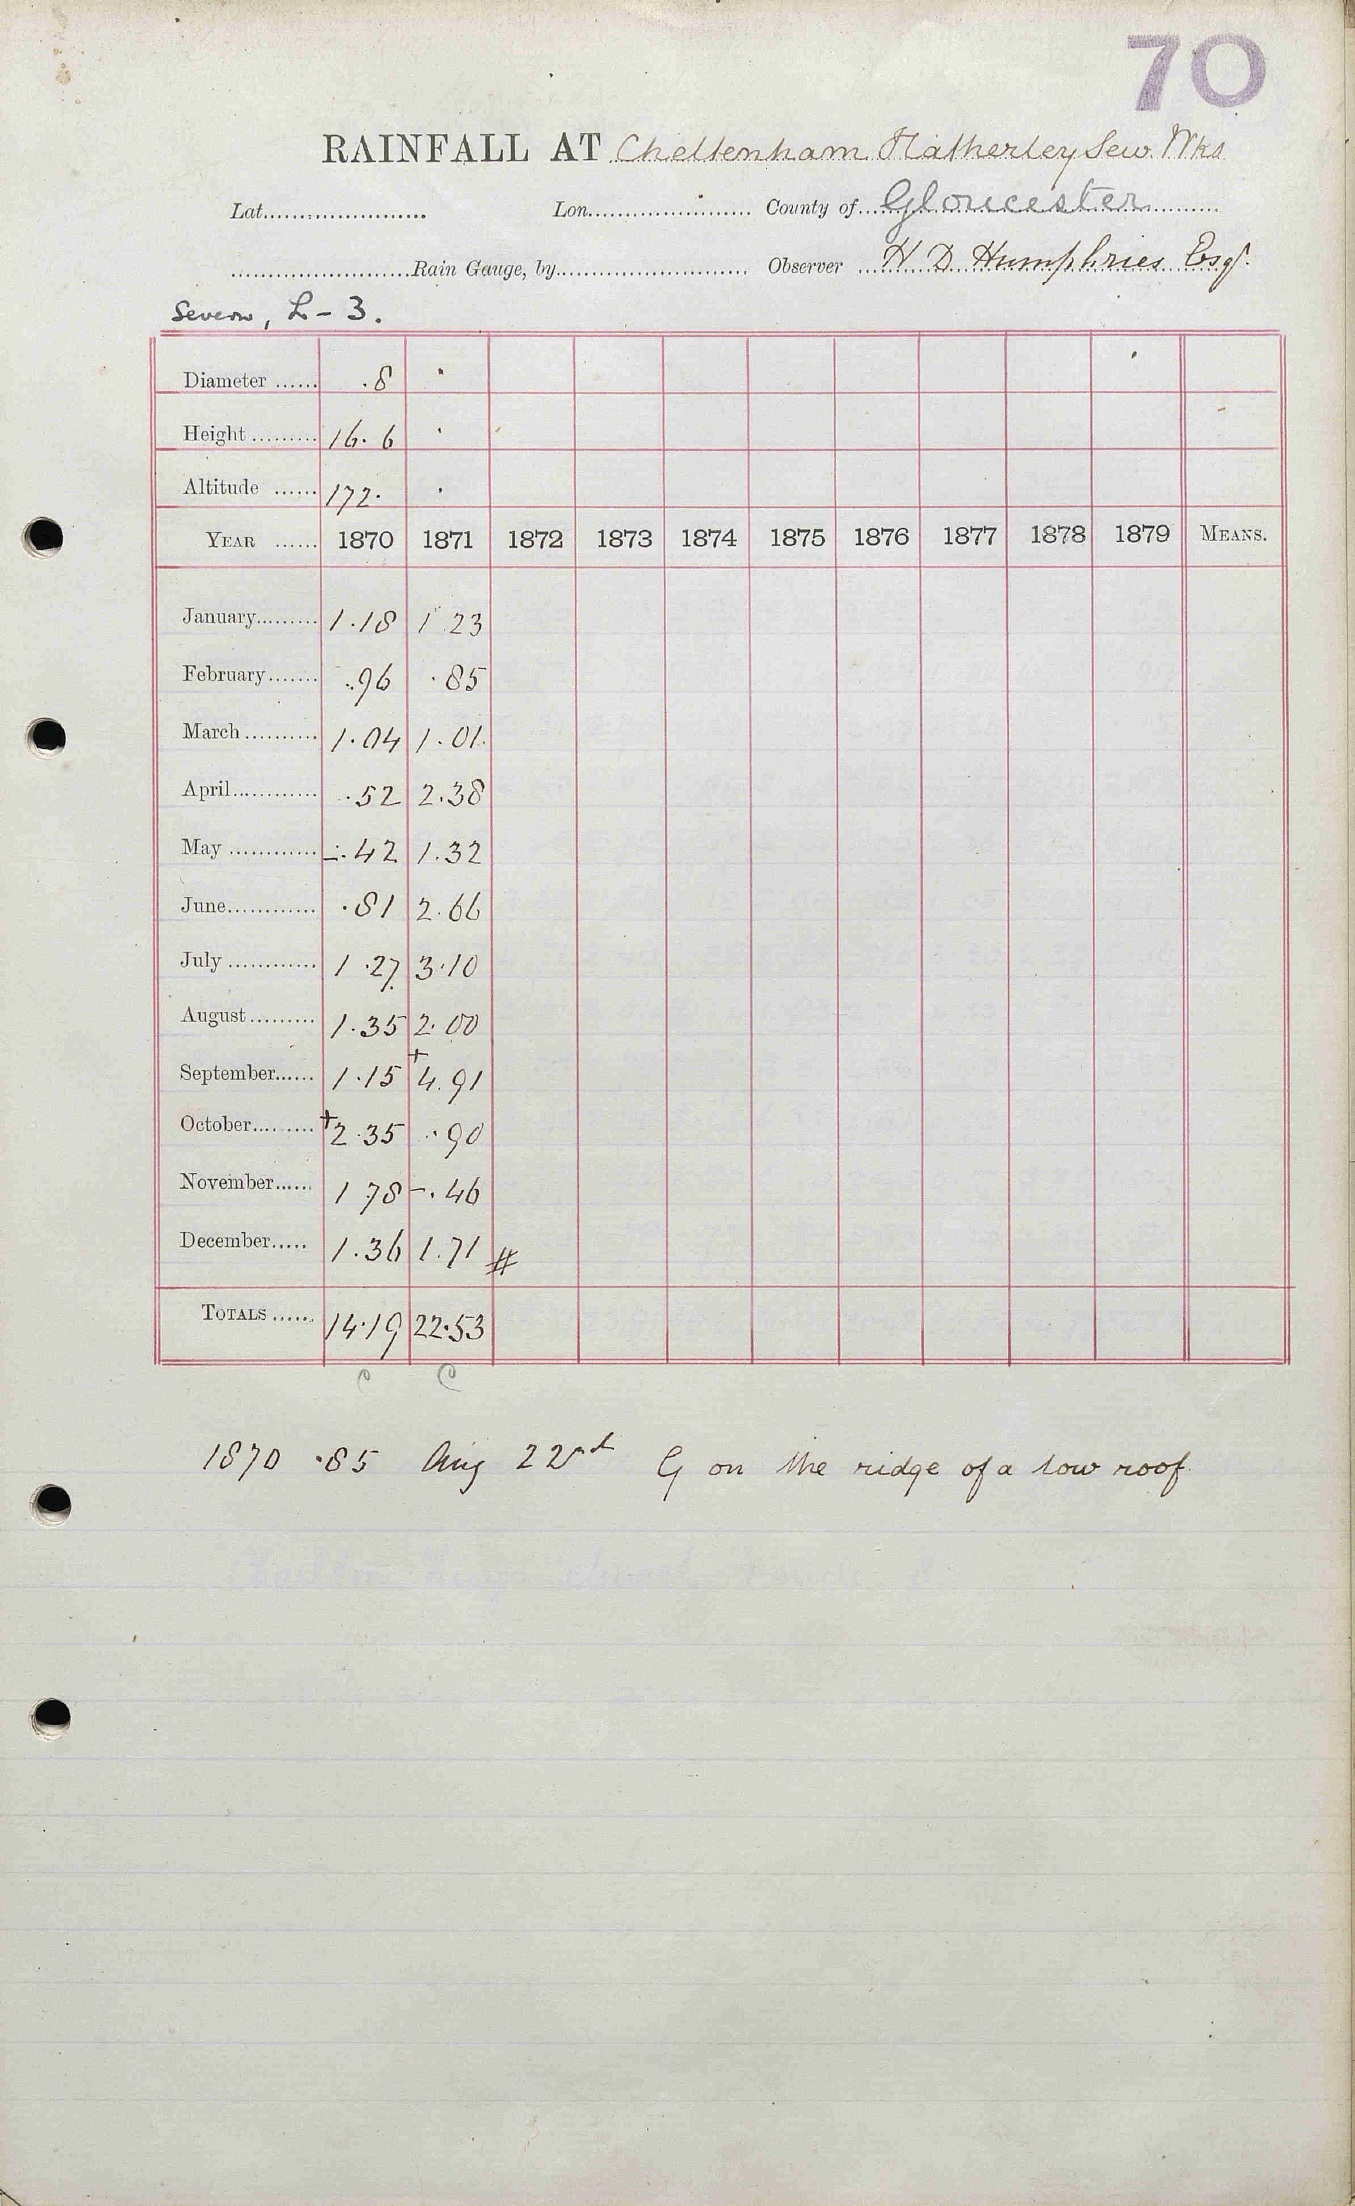 70
RAINFALL AT Cheltenham Hatherley Sew. Wks
Lat.......................... Lon.......................... County of Gloucester
..........................Rain Gauge, by.......................... Observer H D Humphries Esqr.
Severn, L - 3.
Diameter ...... .8 .
Height ......... 16.6 .
Altitude ...... 172. .
YEAR ...... 1870 1871 1872 1873 1874 1875 1876 1877 1878 1879 MEANS.
January......... 1.18 1.23
February....... .96 .85
March .......... 1.04 1.01
April............ .52 2.38
May ............ -.42 1.32
June............ .81 2.66
July ............ 1.27 3.10
August......... 1.35 2.00
September...... 1.15 +4.91
October......... +2.35 .90
November...... 1 78 -.46
December..... 1.36 1.71 #
TOTALS ...... 14.19 22.53
C C
1870 .85 Aug 22nd G on the ridge of a low roof